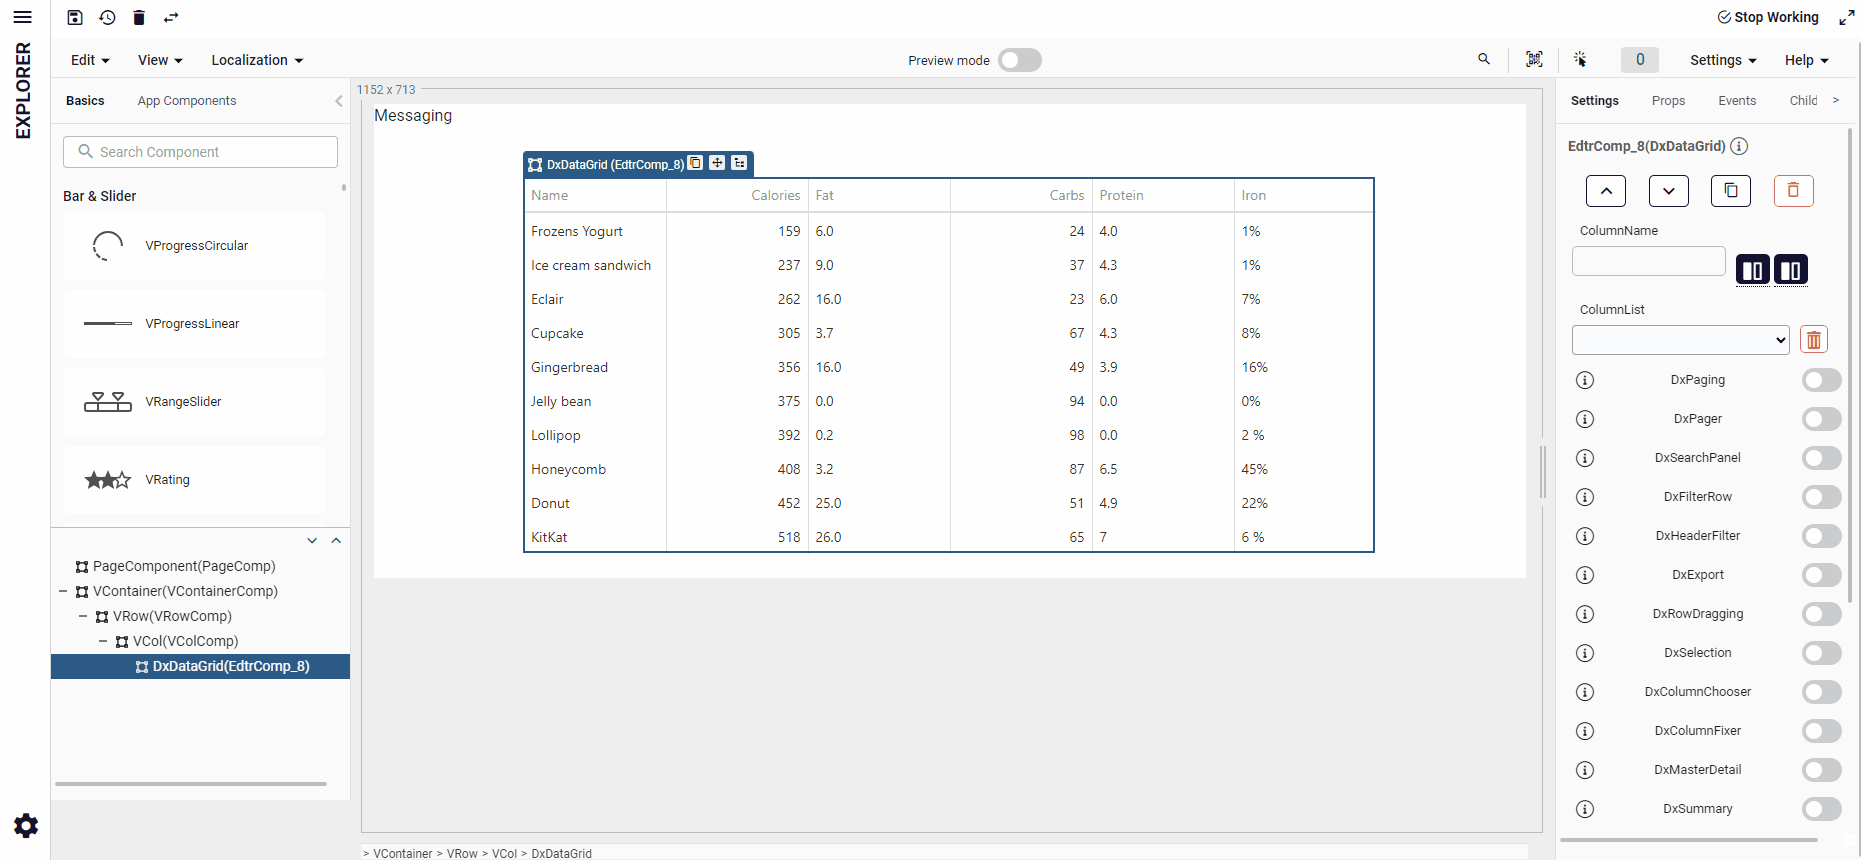 EXPLORER
Stop Working
Edit View Localization
Preview mode
0 Settings Help
Basics App Components
Search Component
Bar & Slider
VProgressCircular
VProgressLinear
VRangeSlider
VRating
PageComponent(PageComp)
VContainer(VContainerComp)
VRow(VRowComp)
VCol(VColComp)
DxDataGrid(EdtrComp_8)
1152 x 713
Messaging
DxDataGrid (EdtrComp_8)
Name Calories Fat Carbs Protein Iron
Frozens Yogurt 159 6.0 24 4.0 1%
Ice cream sandwich 237 9.0 37 4.3 1%
Eclair 262 16.0 23 6.0 7%
Cupcake 305 3.7 67 4.3 8%
Gingerbread 356 16.0 49 3.9 16%
Jelly bean 375 0.0 94 0.0 0%
Lollipop 392 0.2 98 0.0 2 %
Honeycomb 408 3.2 87 6.5 45%
Donut 452 25.0 51 4.9 22%
KitKat 518 26.0 65 7 6 %
> VContainer > VRow > VCol > DxDataGrid
Settings Props Events Child >
EdtrComp_8(DxDataGrid)
ColumnName
ColumnList
DxPaging
DxPager
DxSearchPanel
DxFilterRow
DxHeaderFilter
DxExport
DxRowDragging
DxSelection
DxColumnChooser
DxColumnFixer
DxMasterDetail
DxSummary